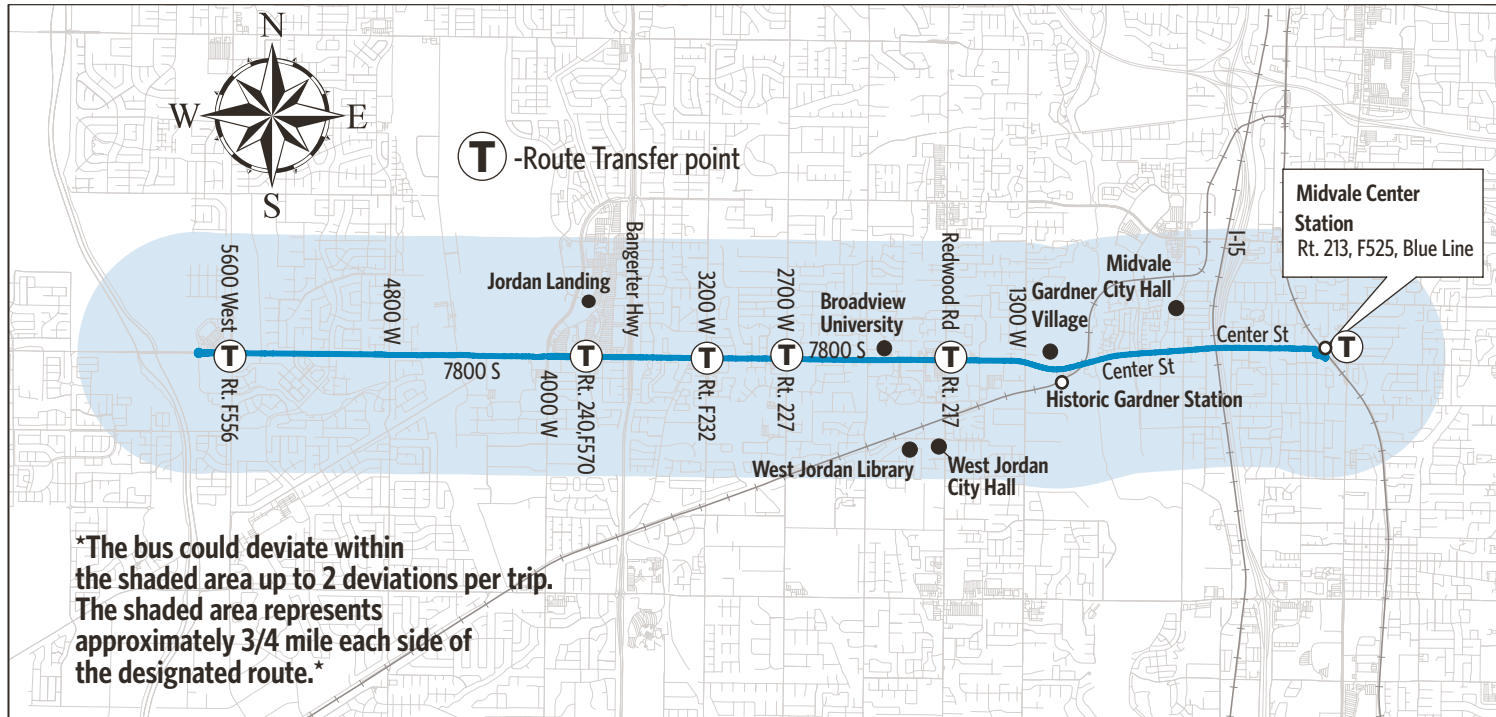 N
W
E
S
T
-Route Transfer point
Midvale Center
Station
Rt. 213, F525, Blue Line
5600 West
4800 W
Jordan Landing
Bangerter Hwy
3200 W
2700 W
Broadview
University
Redwood Rd
1300 W
Gardner
Village
Midvale
City Hall
I-15
T
T
T
T
T
T
7800 S
7800 S
Center St
Center St
Rt. F556
4000 W
Rt. 240,F570
Rt. F232
Rt. 227
Rt. 217
Historic Gardner Station
West Jordan Library
West Jordan
City Hall
*The bus could deviate within
the shaded area up to 2 deviations per trip.
The shaded area represents
approximately 3/4 mile each side of
the designated route.*